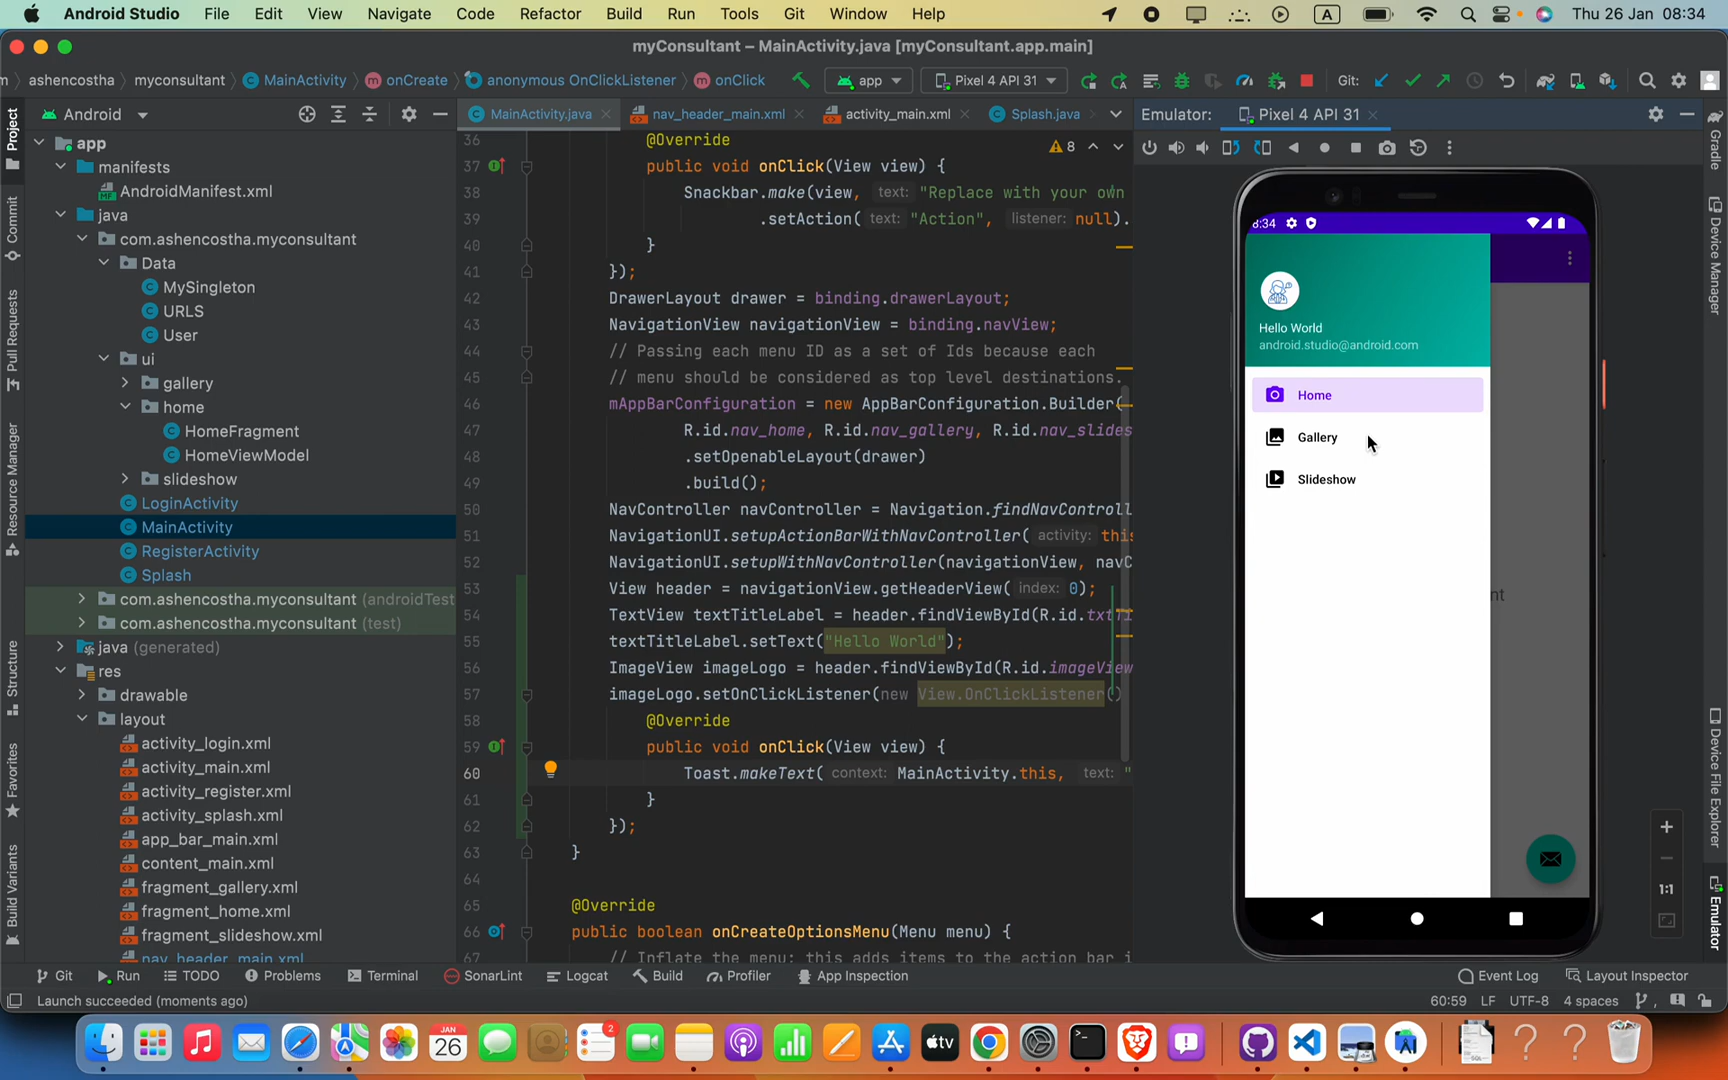 Android Studio File Edit View Navigate Code Refactor Build Run Tools Git Window Help A Thu 26 Jan 08:34
myConsultant – MainActivity.java [myConsultant.app.main]
ashencostha myconsultant MainActivity onCreate anonymous OnClickListener onClick app Pixel 4 API 31 Git:
Android MainActivity.java nav_header_main.xml activity_main.xml Splash.java Emulator: Pixel 4 API 31
Project
Commit
Pull Requests
Resource Manager
Structure
Favorites
Build Variants
app
manifests
AndroidManifest.xml
java
com.ashencostha.myconsultant
Data
MySingleton
URLS
User
ui
gallery
home
HomeFragment
HomeViewModel
slideshow
LoginActivity
MainActivity
RegisterActivity
Splash
com.ashencostha.myconsultant (androidTest
com.ashencostha.myconsultant (test)
java (generated)
res
drawable
layout
activity_login.xml
activity_main.xml
activity_register.xml
activity_splash.xml
app_bar_main.xml
content_main.xml
fragment_gallery.xml
fragment_home.xml
fragment_slideshow.xml
nav_header_main.xml
8
36 @Override
37 public void onClick(View view) {
38 Snackbar.make(view, text: "Replace with your own
39 .setAction( text: "Action", listener: null).
40 }
41 });
42 DrawerLayout drawer = binding.drawerLayout;
43 NavigationView navigationView = binding.navView;
44 // Passing each menu ID as a set of Ids because each
45 // menu should be considered as top level destinations.
46 mAppBarConfiguration = new AppBarConfiguration.Builder(
47 R.id.nav_home, R.id.nav_gallery, R.id.nav_slides
48 .setOpenableLayout(drawer)
49 .build();
50 NavController navController = Navigation.findNavControll
51 NavigationUI.setupActionBarWithNavController( activity: this
52 NavigationUI.setupWithNavController(navigationView, navC
53 View header = navigationView.getHeaderView( index: 0);
54 TextView textTitleLabel = header.findViewById(R.id.txtTi
55 textTitleLabel.setText("Hello World");
56 ImageView imageLogo = header.findViewById(R.id.imageView
57 imageLogo.setOnClickListener(new View.OnClickListener()
58 @Override
59 public void onClick(View view) {
60 Toast.makeText( context: MainActivity.this, text: "
61 }
62 });
63 }
64
65 @Override
66 public boolean onCreateOptionsMenu(Menu menu) {
67 // Inflate the menu; this adds items to the action bar i
8:34
Hello World
android.studio@android.com
Home
Gallery
Slideshow
nt
1:1
Gradle
Device Manager
Device File Explorer
Emulator
Git Run TODO Problems Terminal SonarLint Logcat Build Profiler App Inspection Event Log Layout Inspector
Launch succeeded (moments ago) 60:59 LF UTF-8 4 spaces
JAN
26
2
tv
SQL